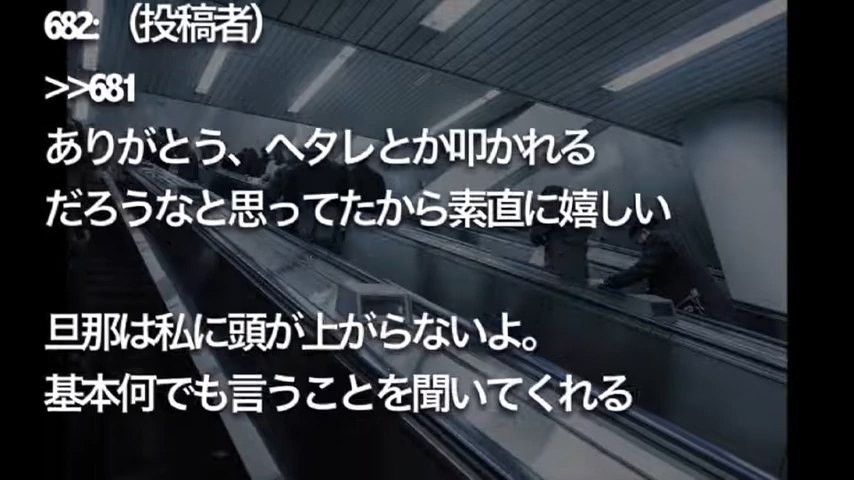 682: （投稿者）
>>681
ありがとう、ヘタレとか叩かれる
だろうなと思ってたから素直に嬉しい
旦那は私に頭が上がらないよ。
基本何でも言うことを聞いてくれる